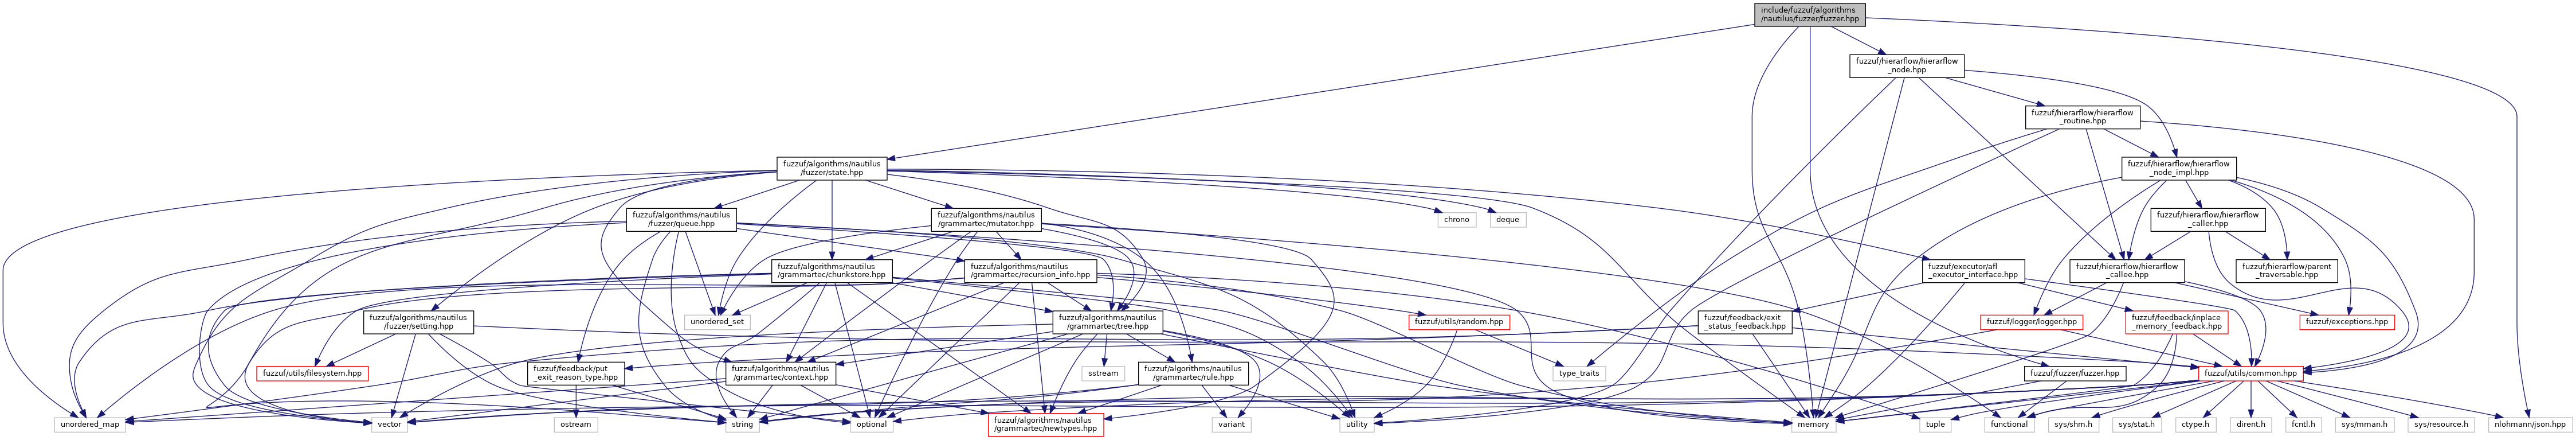 include/fuzzuf/algorithms
/nautilus/fuzzer/fuzzer.hpp
fuzzuf/hierarflow/hierarflow
_node.hpp
fuzzuf/hierarflow/hierarflow
_routine.hpp
fuzzuf/algorithms/nautilus
/fuzzer/state.hpp
fuzzuf/hierarflow/hierarflow
_node_impl.hpp
fuzzuf/algorithms/nautilus
/fuzzer/queue.hpp
fuzzuf/algorithms/nautilus
/grammartec/mutator.hpp
chrono
deque
fuzzuf/hierarflow/hierarflow
_caller.hpp
fuzzuf/algorithms/nautilus
/grammartec/chunkstore.hpp
fuzzuf/algorithms/nautilus
/grammartec/recursion_info.hpp
fuzzuf/executor/afl
_executor_interface.hpp
fuzzuf/hierarflow/hierarflow
_callee.hpp
fuzzuf/hierarflow/parent
_traversable.hpp
fuzzuf/algorithms/nautilus
/fuzzer/setting.hpp
unordered_set
fuzzuf/algorithms/nautilus
/grammartec/tree.hpp
fuzzuf/utils/random.hpp
fuzzuf/feedback/exit
_status_feedback.hpp
fuzzuf/feedback/inplace
_memory_feedback.hpp
fuzzuf/logger/logger.hpp
fuzzuf/exceptions.hpp
fuzzuf/utils/filesystem.hpp
fuzzuf/feedback/put
_exit_reason_type.hpp
fuzzuf/algorithms/nautilus
/grammartec/context.hpp
sstream
fuzzuf/algorithms/nautilus
/grammartec/rule.hpp
type_traits
fuzzuf/fuzzer/fuzzer.hpp
fuzzuf/utils/common.hpp
unordered_map
vector
ostream
string
optional
fuzzuf/algorithms/nautilus
/grammartec/newtypes.hpp
variant
utility
memory
tuple
functional
sys/shm.h
sys/stat.h
ctype.h
dirent.h
fcntl.h
sys/mman.h
sys/resource.h
nlohmann/json.hpp